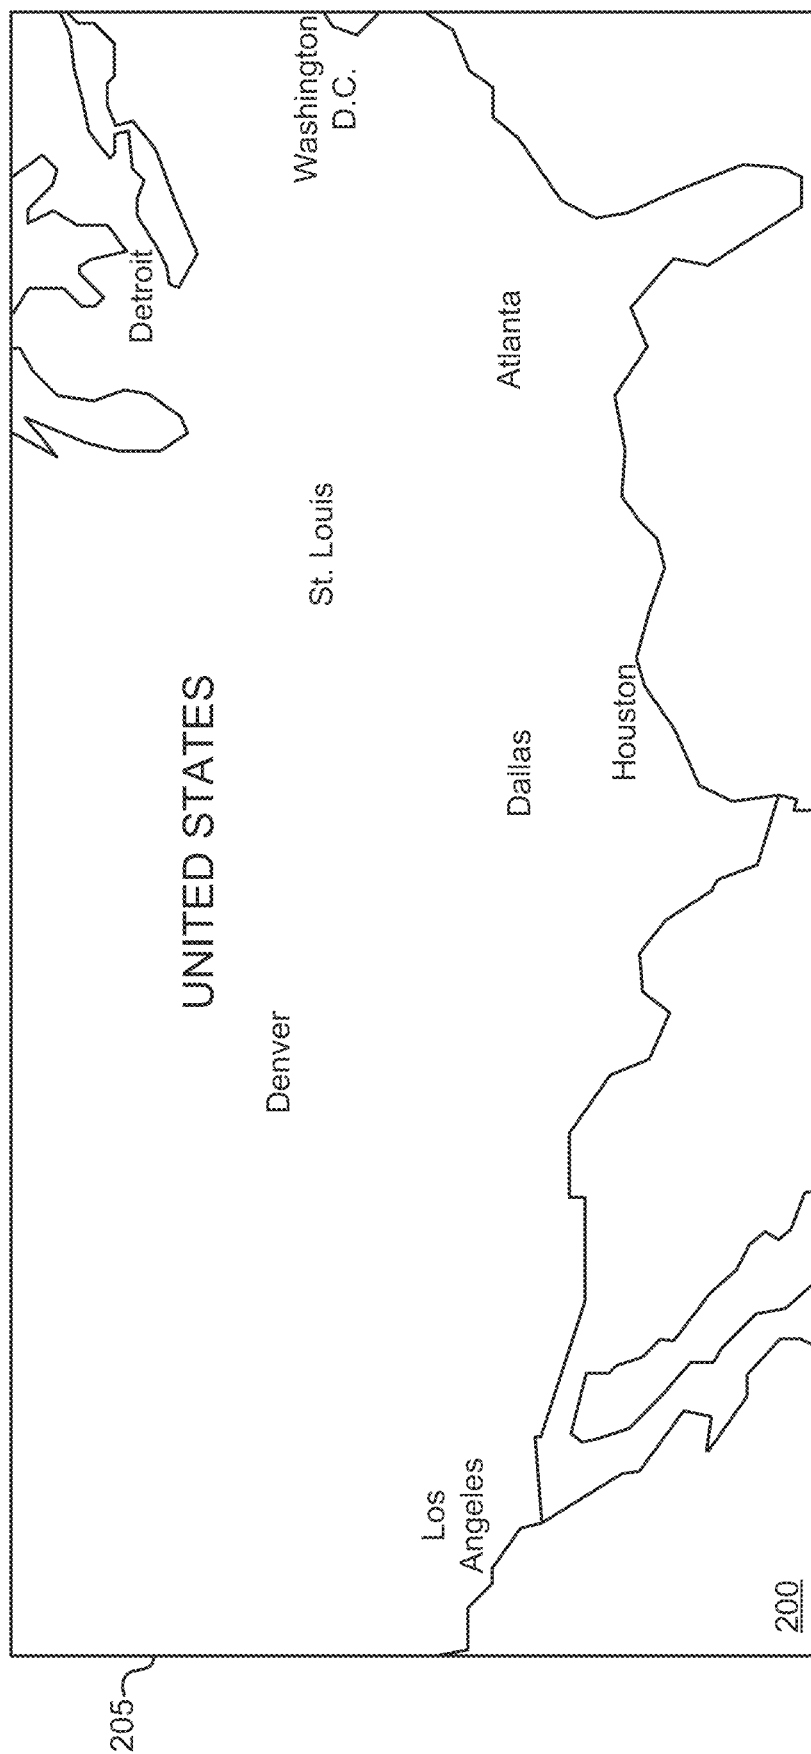 205
UNITED STATES
Detroit
Washington
D.C.
Denver
St. Louis
Los
Angeles
Dallas
Atlanta
Houston
200